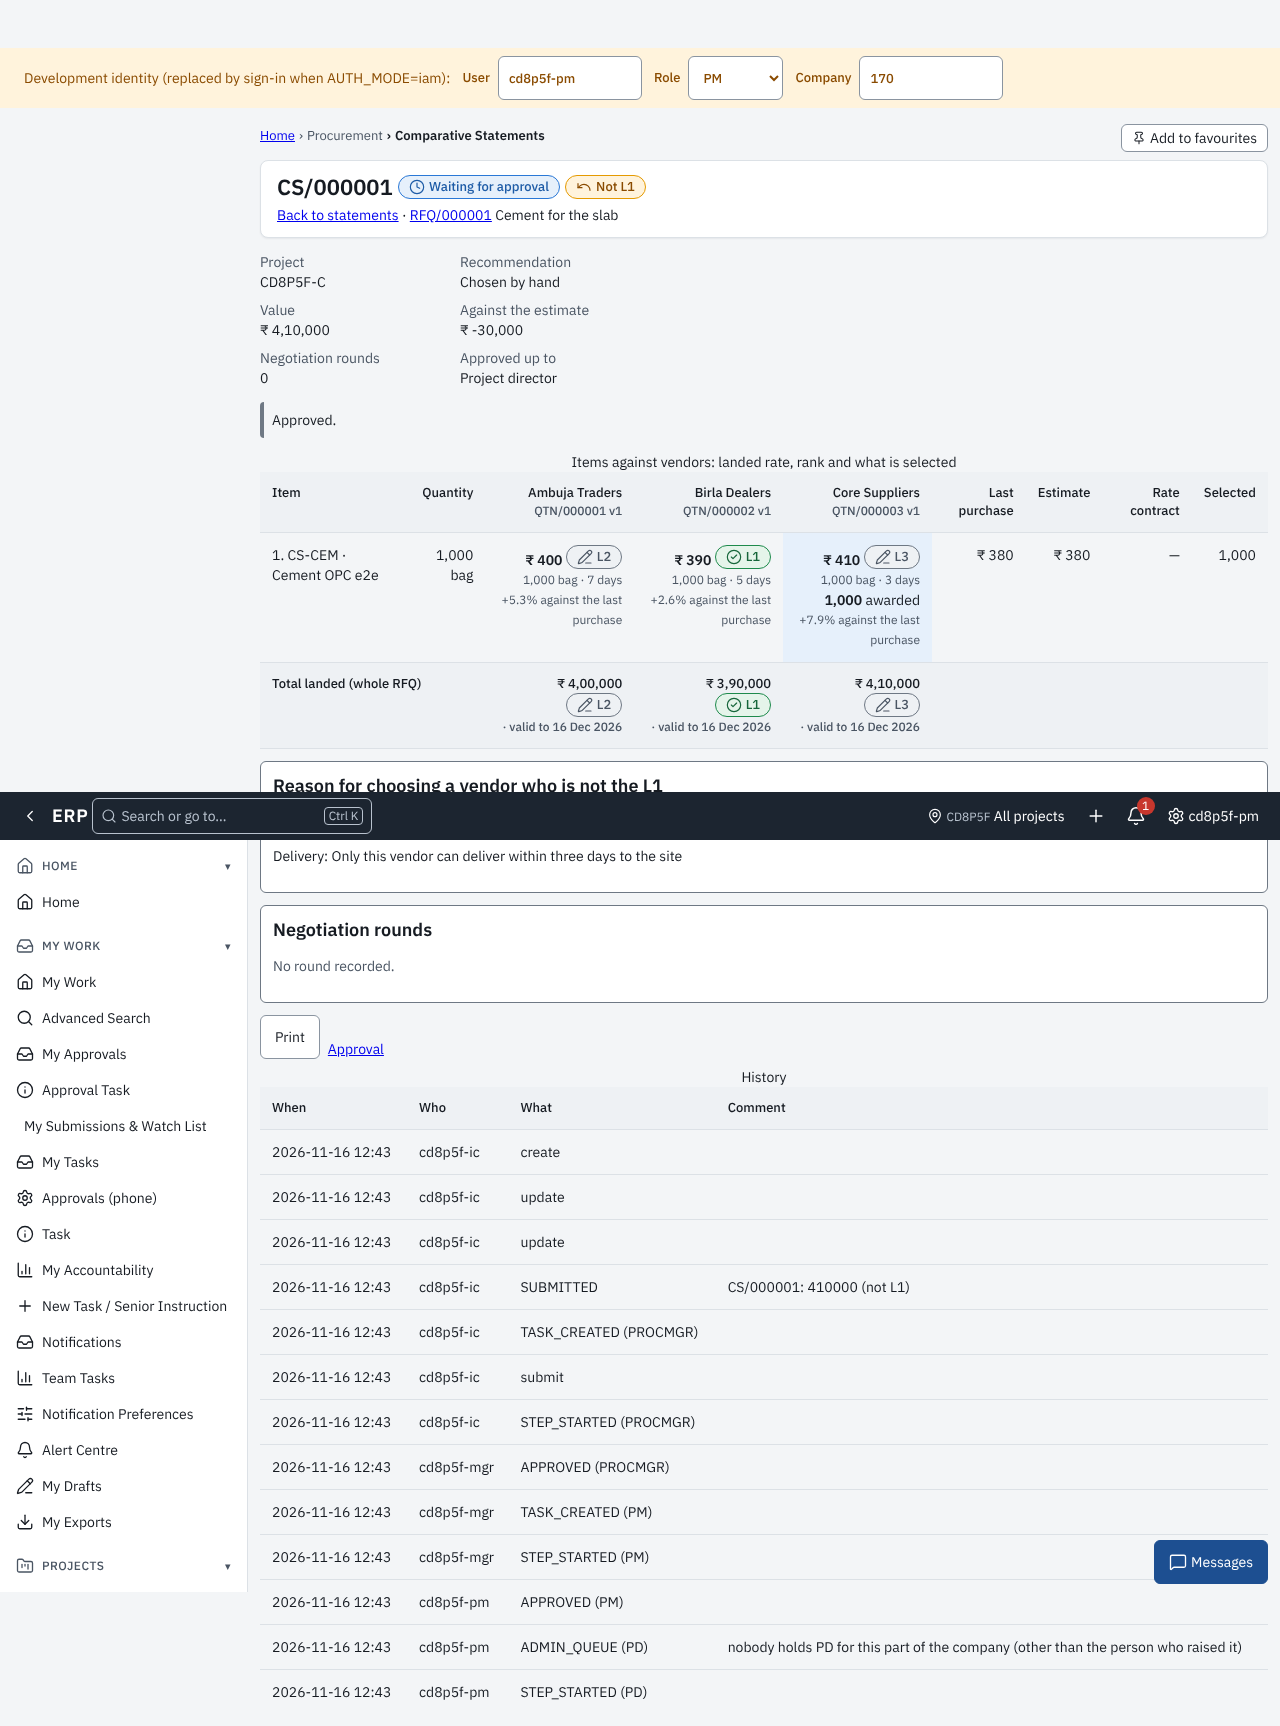 Development identity (replaced by sign-in when AUTH_MODE=iam): User cd8p5f-pm Role PM Company 170
Home › Procurement › Comparative Statements
Add to favourites
CS/000001 Waiting for approval Not L1
Back to statements · RFQ/000001 Cement for the slab
Project Recommendation
CD8P5F-C Chosen by hand
Value Against the estimate
₹ 4,10,000 ₹ -30,000
Negotiation rounds Approved up to
0 Project director
Approved.
Items against vendors: landed rate, rank and what is selected
Item Quantity Ambuja Traders Birla Dealers Core Suppliers Last Estimate Rate Selected
QTN/000001 v1 QTN/000002 v1 QTN/000003 v1 purchase contract
1. CS-CEM · 1,000 ₹ 400 L2 ₹ 390 L1 ₹ 410 L3 ₹ 380 ₹ 380 — 1,000
Cement OPC e2e bag 1,000 bag · 7 days 1,000 bag · 5 days 1,000 bag · 3 days
+5.3% against the last +2.6% against the last 1,000 awarded
purchase purchase +7.9% against the last
purchase
Total landed (whole RFQ) ₹ 4,00,000 ₹ 3,90,000 ₹ 4,10,000
L2 L1 L3
· valid to 16 Dec 2026 · valid to 16 Dec 2026 · valid to 16 Dec 2026
Reason for choosing a vendor who is not the L1
ERP Search or go to... Ctrl K CD8P5F All projects 1 cd8p5f-pm
Delivery: Only this vendor can deliver within three days to the site
Negotiation rounds
No round recorded.
Print Approval
HOME
Home
MY WORK
My Work
Advanced Search
My Approvals
Approval Task
My Submissions & Watch List
My Tasks
Approvals (phone)
Task
My Accountability
New Task / Senior Instruction
Notifications
Team Tasks
Notification Preferences
Alert Centre
My Drafts
My Exports
PROJECTS
History
When Who What Comment
2026-11-16 12:43 cd8p5f-ic create
2026-11-16 12:43 cd8p5f-ic update
2026-11-16 12:43 cd8p5f-ic update
2026-11-16 12:43 cd8p5f-ic SUBMITTED CS/000001: 410000 (not L1)
2026-11-16 12:43 cd8p5f-ic TASK_CREATED (PROCMGR)
2026-11-16 12:43 cd8p5f-ic submit
2026-11-16 12:43 cd8p5f-ic STEP_STARTED (PROCMGR)
2026-11-16 12:43 cd8p5f-mgr APPROVED (PROCMGR)
2026-11-16 12:43 cd8p5f-mgr TASK_CREATED (PM)
2026-11-16 12:43 cd8p5f-mgr STEP_STARTED (PM)
2026-11-16 12:43 cd8p5f-pm APPROVED (PM)
2026-11-16 12:43 cd8p5f-pm ADMIN_QUEUE (PD) nobody holds PD for this part of the company (other than the person who raised it)
2026-11-16 12:43 cd8p5f-pm STEP_STARTED (PD)
Messages